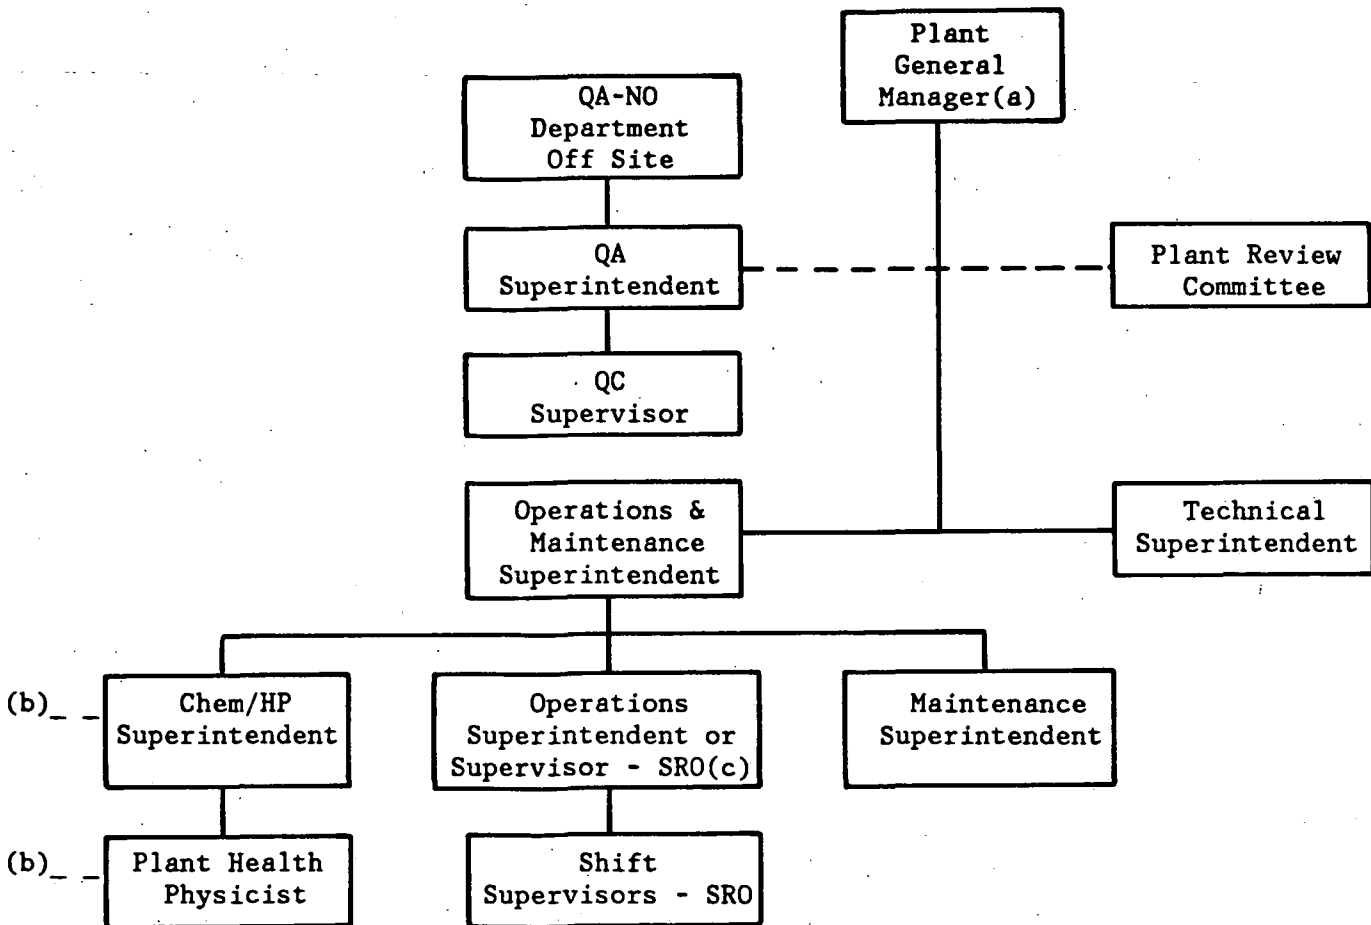 Plant
General
Manager(a)
QA-NO
Department
Off Site
QA
Superintendent
Plant Review
Committee
QC
Supervisor
Operations &
Maintenance
Superintendent
Technical
Superintendent
(b)_ _
Chem/HP
Superintendent
Operations
Superintendent or
Supervisor - SRO(c)
Maintenance
Superintendent
(b)_ _
Plant Health
Physicist
Shift
Supervisors - SRO